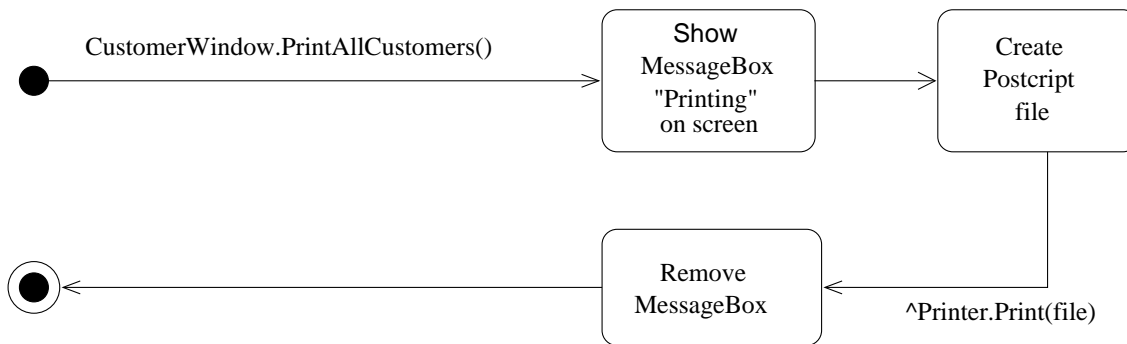 CustomerWindow.PrintAllCustomers()
Show
MessageBox
"Printing"
on screen
Create
Postcript
file
Remove
MessageBox
^Printer.Print(file)